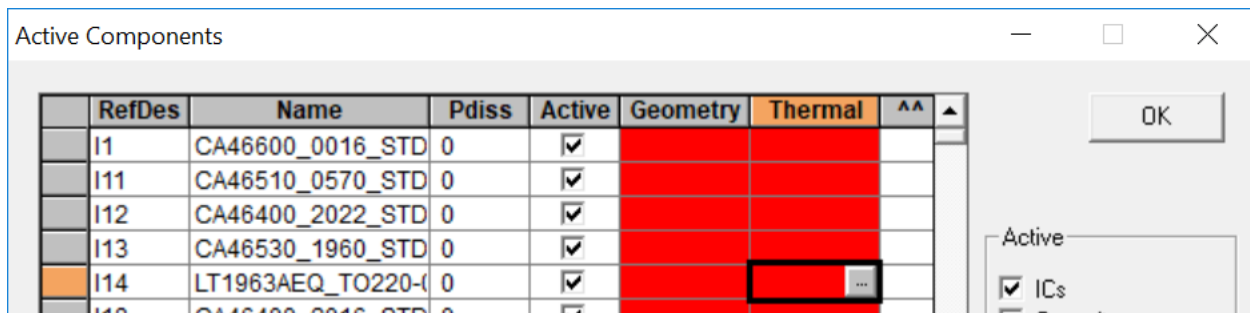 Active Components
RefDes Name Pdiss Active Geometry Thermal ^^
OK
I1 CA46600_0016_STD 0
I11 CA46510_0570_STD 0
I12 CA46400_2022_STD 0
I13 CA46530_1960_STD 0
Active
I14 LT1963AEQ_TO220-( 0 ...
ICs